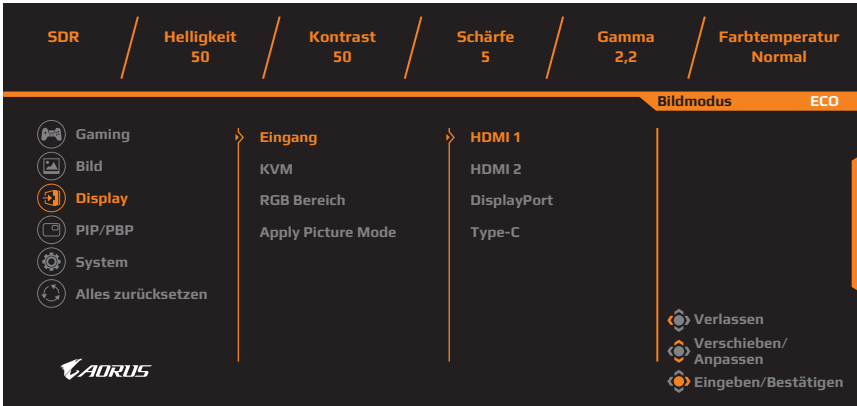 SDR
Helligkeit
50
Kontrast
50
Schärfe
5
Gamma
2,2
Farbtemperatur
Normal
Bildmodus ECO
Gaming
Bild
Display
PIP/PBP
System
Alles zurücksetzen
Eingang
KVM
RGB Bereich
Apply Picture Mode
HDMI 1
HDMI 2
DisplayPort
Type-C
Verlassen
Verschieben/
Anpassen
Eingeben/Bestätigen
AORUS